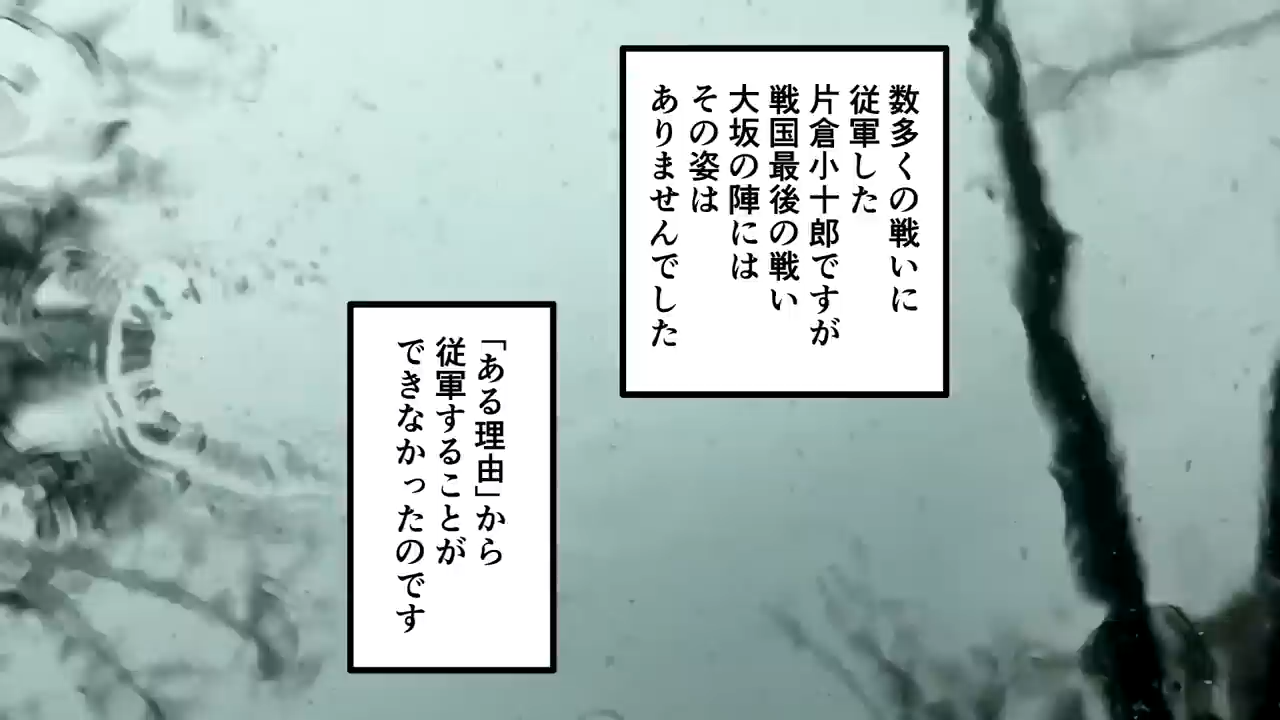 数多くの戦いに
従軍した
片倉小十郎ですが
戦国最後の戦い
大坂の陣には
その姿は
ありませんでした
「ある理由」から
従軍することが
できなかったのです